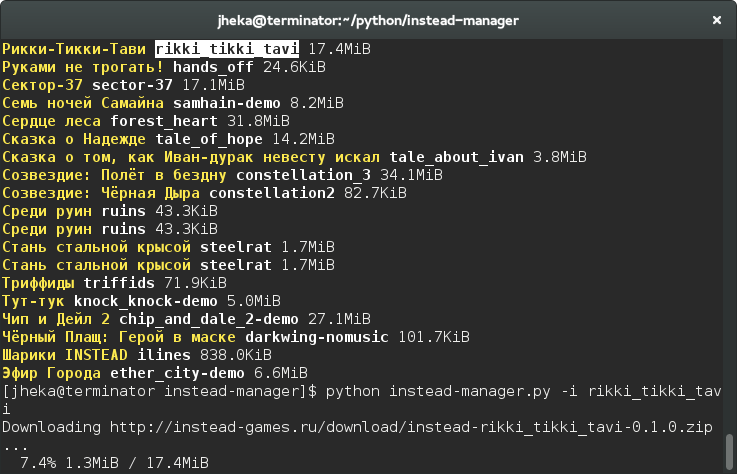 jheka@terminator:~/python/instead-manager
Рикки-Тикки-Тави rikki_tikki_tavi 17.4MiB
Руками не трогать! hands_off 24.6KiB
Сектор-37 sector-37 17.1MiB
Семь ночей Самайна samhain-demo 8.2MiB
Сердце леса forest_heart 31.8MiB
Сказка о Надежде tale_of_hope 14.2MiB
Сказка о том, как Иван-дурак невесту искал tale_about_ivan 3.8MiB
Созвездие: Полёт в бездну constellation_3 34.1MiB
Созвездие: Чёрная Дыра constellation2 82.7KiB
Среди руин ruins 43.3KiB
Среди руин ruins 43.3KiB
Стань стальной крысой steelrat 1.7MiB
Стань стальной крысой steelrat 1.7MiB
Триффиды triffids 71.9KiB
Тут-тук knock_knock-demo 5.0MiB
Чип и Дейл 2 chip_and_dale_2-demo 27.1MiB
Чёрный Плащ: Герой в маске darkwing-nomusic 101.7KiB
Шарики INSTEAD ilines 838.0KiB
Эфир Города ether_city-demo 6.6MiB
[jheka@terminator instead-manager]$ python instead-manager.py -i rikki_tikki_tav
i
Downloading http://instead-games.ru/download/instead-rikki_tikki_tavi-0.1.0.zip
...
7.4% 1.3MiB / 17.4MiB